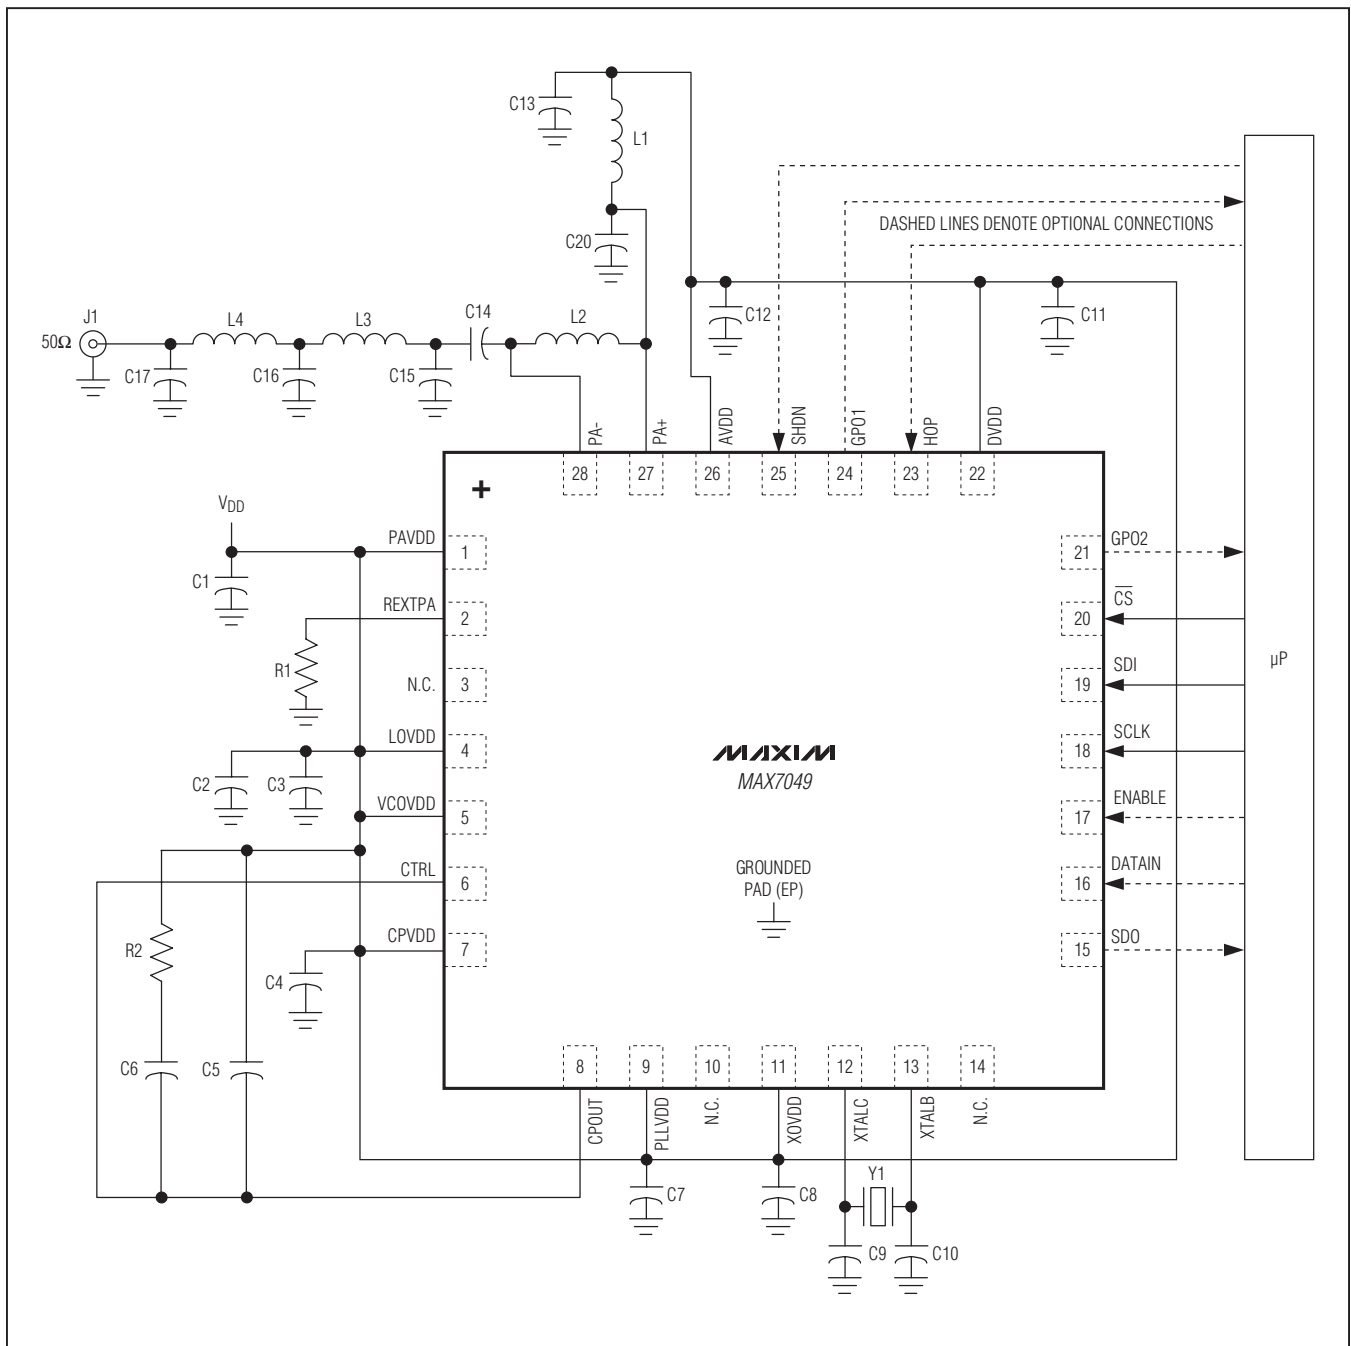 C13
L1
C20
DASHED LINES DENOTE OPTIONAL CONNECTIONS
J1
50Ω
L4
L3
C14
L2
C12
C11
C17
C16
C15
PA-
PA+
AVDD
SHDN
GPO1
HOP
DVDD
28
27
26
25
24
23
22
+
VDD
PAVDD
1
C1
REXTPA
2
R1
N.C.
3
LOVDD
4
C2
C3
VCOVDD
5
CTRL
6
R2
CPVDD
7
C4
C6
C5
MAXIM
MAX7049
GROUNDED
PAD (EP)
21
GPO2
CS
20
SDI
19
µP
SCLK
18
ENABLE
17
DATAIN
16
SDO
15
8
9
10
11
12
13
14
CPOUT
PLLVDD
N.C.
XOVDD
XTALC
XTALB
N.C.
C7
C8
Y1
C9
C10